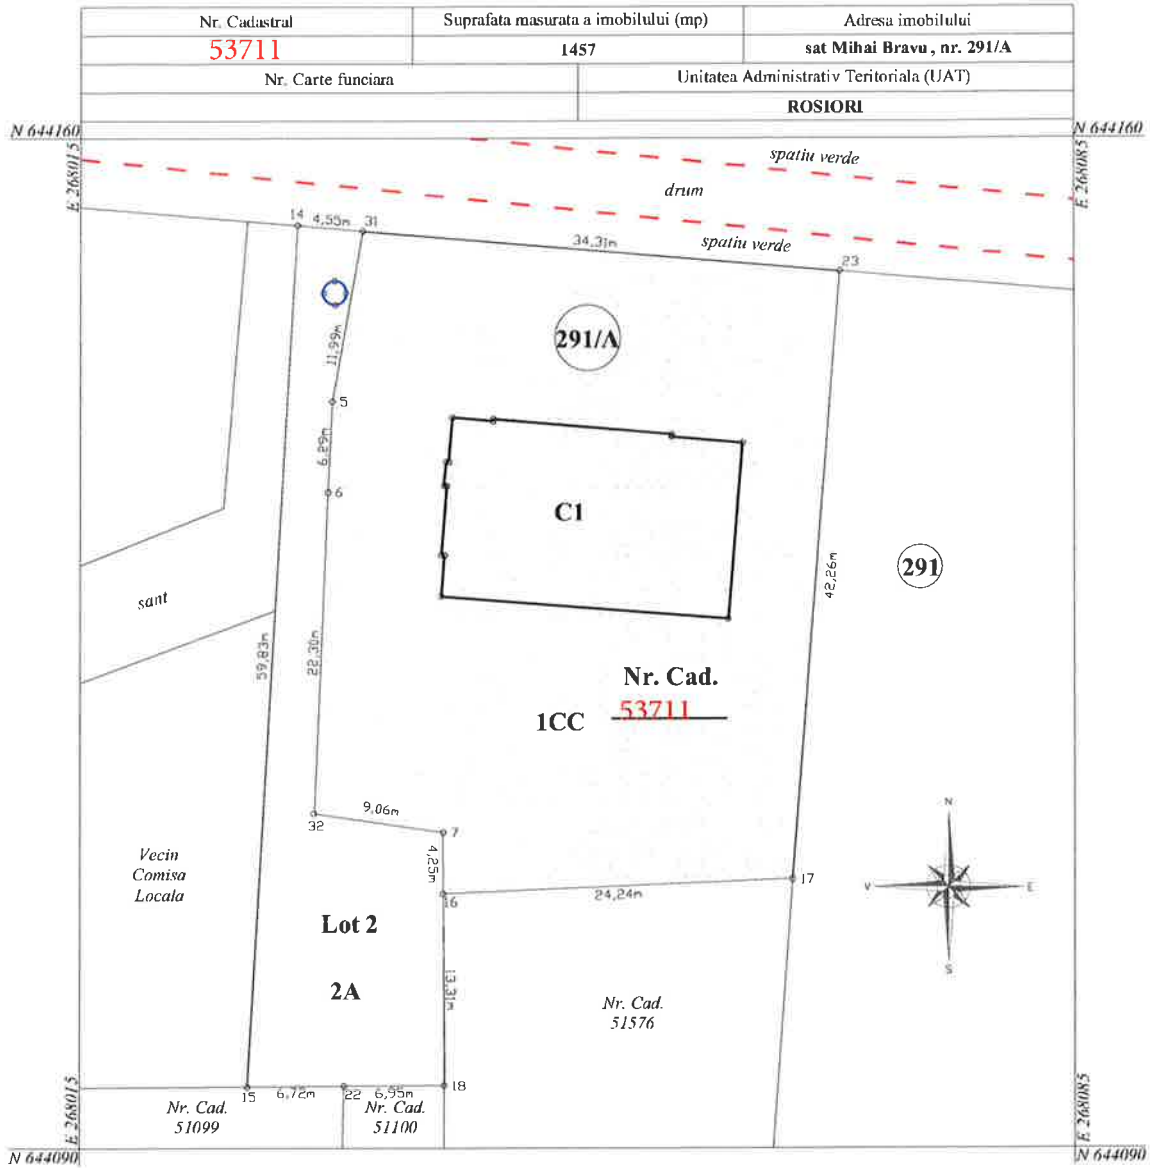 Nr. Cadastral
Suprafata masurata a imobilului (mp)
Adresa imobilului
53711
1457
sat Mihai Bravu, nr. 291/A
Nr. Carte funciara
Unitatea Administrativ Teritoriala (UAT)
ROSIORI
N 644160
N 644160
E 268015
E 268085
spatiu verde
drum
spatiu verde
14
4,55m
31
34,31m
23
291/A
11,99m
5
6,29m
6
C1
291
42,26m
sant
59,83m
22,30m
Nr. Cad.
53711
1CC
9,06m
32
7
4,25m
17
16
24,24m
N
V
E
S
Vecin
Comisa
Locala
Lot 2
2A
13,31m
Nr. Cad.
51576
15
6,72m
22
6,95m
18
Nr. Cad.
51099
Nr. Cad.
51100
E 268015
E 268085
N 644090
N 644090